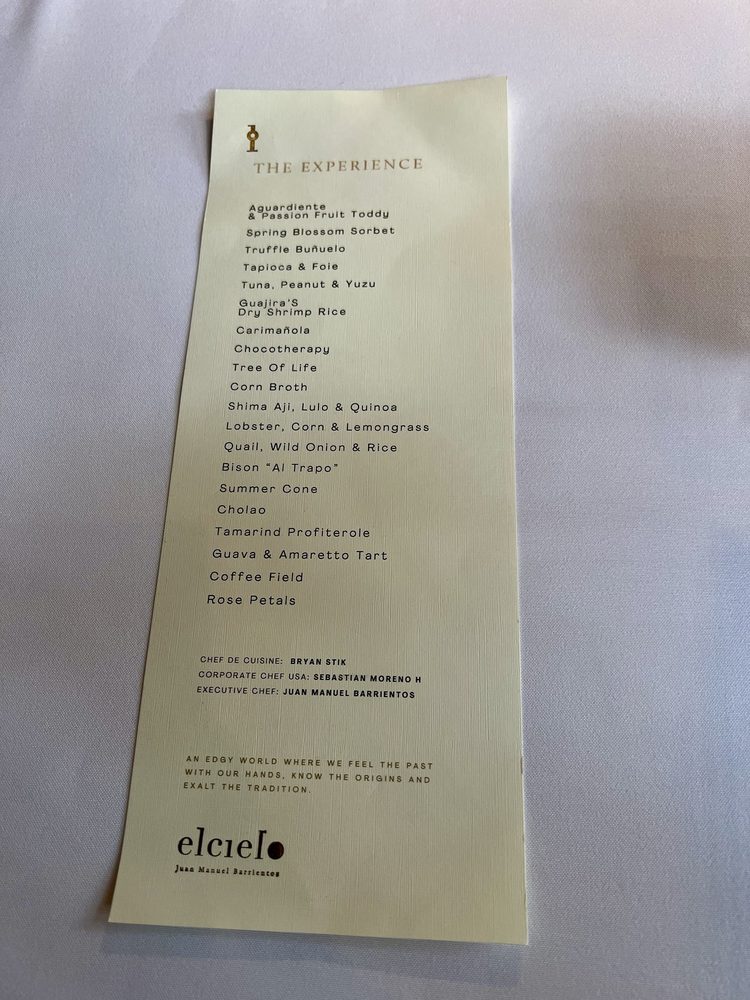 THE EXPERIENCE
Aguardiente
& Passion Fruit Toddy
Spring Blossom Sorbet
Truffle Buñuelo
Tapioca & Foie
Tuna, Peanut & Yuzu
Guajira'S
Dry Shrimp Rice
Carimañola
Chocotherapy
Tree Of Life
Corn Broth
Shima Aji, Lulo & Quinoa
Lobster, Corn & Lemongrass
Quail, Wild Onion & Rice
Bison "Al Trapo"
Summer Cone
Cholao
Tamarind Profiterole
Guava & Amaretto Tart
Coffee Field
Rose Petals
CHEF DE CUISINE: BRYAN STIK
CORPORATE CHEF USA: SEBASTIAN MORENO H
EXECUTIVE CHEF: JUAN MANUEL BARRIENTOS
AN EDGY WORLD WHERE WE FEEL THE PAST
WITH OUR HANDS, KNOW THE ORIGINS AND
EXALT THE TRADITION.
elcielo
Juan Manuel Barrientos